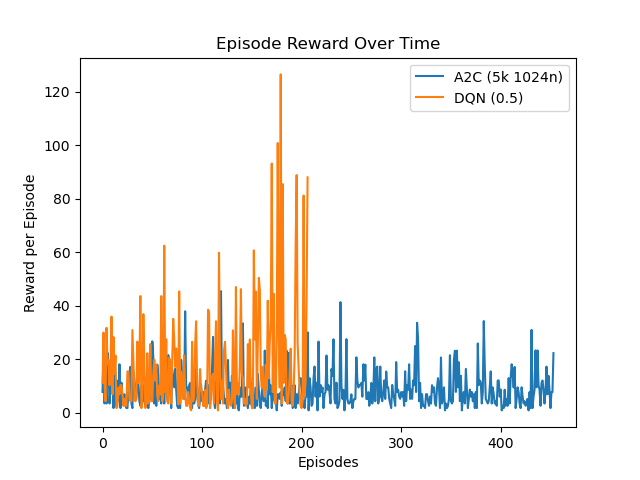 Episode Reward Over Time
A2C (5k 1024n)
DQN (0.5)
Reward per Episode
120
100
80
60
40
20
0
0 100 200 300 400
Episodes